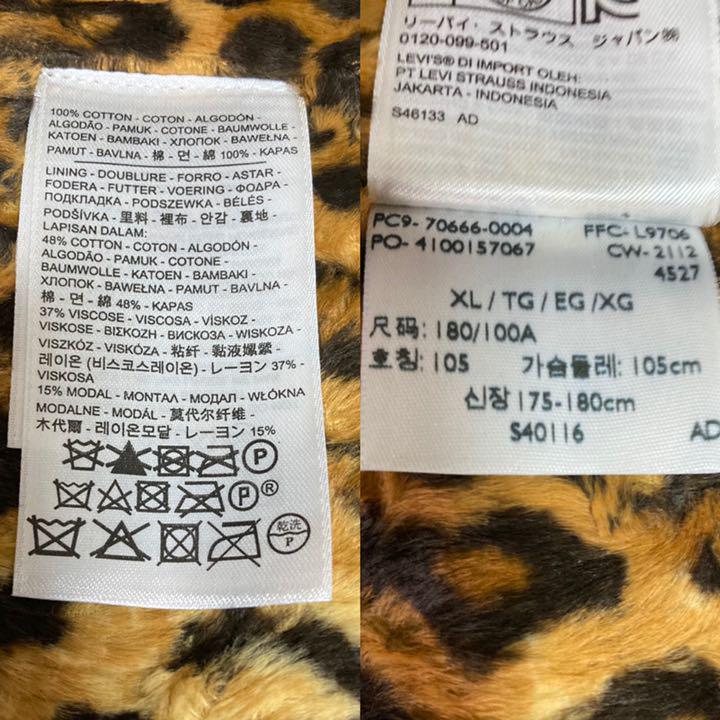 100% COTTON - COTON - ALGODÓN -
ALGODÃO - PAMUK - COTONE - BAUMWOLLE -
KATOEN - BAMBAKI - ХЛОПОК - BAWEŁNA -
PAMUT - BAVLNA - 棉 - 면 - 綿 100% - KAPAS
LINING - DOUBLURE - FORRO - ASTAR -
FODERA - FUTTER - VOERING - ΦΟΔΡΑ -
ПОДКЛАДКА - PODSZEWKA - BÉLÉS -
PODŠÍVKA - 里料 - 裡布 - 안감 - 裏地 -
LAPISAN DALAM:
48% COTTON - COTON - ALGODÓN -
ALGODÃO - PAMUK - COTONE -
BAUMWOLLE - KATOEN - BAMBAKI -
ХЛОПОК - BAWEŁNA - PAMUT - BAVLNA -
棉 - 면 - 綿 48% - KAPAS
37% VISCOSE - VISCOSA - VİSKOZ -
VISKOSE - ΒΙΣΚΟΖΗ - ВИСКОЗА - WISKOZA -
VISZKÓZ - VISKÓZA - 粘纤 - 黏液嫘縈 -
레이온 (비스코스레이온) - レーヨン 37% -
VISKOSA
15% MODAL - ΜΟΝΤΑΛ - МОДАЛ - WŁÓKNA
MODALNE - MODÁL - 莫代尔纤维 -
木代爾 - 레이온모달 - レーヨン 15%
P
P®
乾洗
P
リーバイ・ストラウス ジャパン㈱
0120-099-501
LEVI'S® DI IMPORT OLEH:
PT LEVI STRAUSS INDONESIA
JAKARTA - INDONESIA
S46133 AD
PC9- 70666-0004 FFC- L9706
PO- 4100157067 CW- 2112
4527
XL / TG / EG /XG
尺码: 180/100A
호칭: 105 가슴둘레: 105cm
신장 175-180cm
S40116 AD